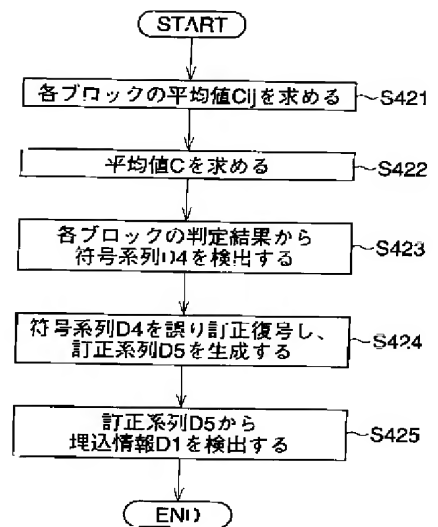 START
各ブロックの平均値Cijを求める
S421
平均値Cを求める
S422
各ブロックの判定結果から
符号系列D4を検出する
S423
符号系列D4を誤り訂正復号し、
訂正系列D5を生成する
S424
訂正系列D5から
埋込情報D1を検出する
S425
END